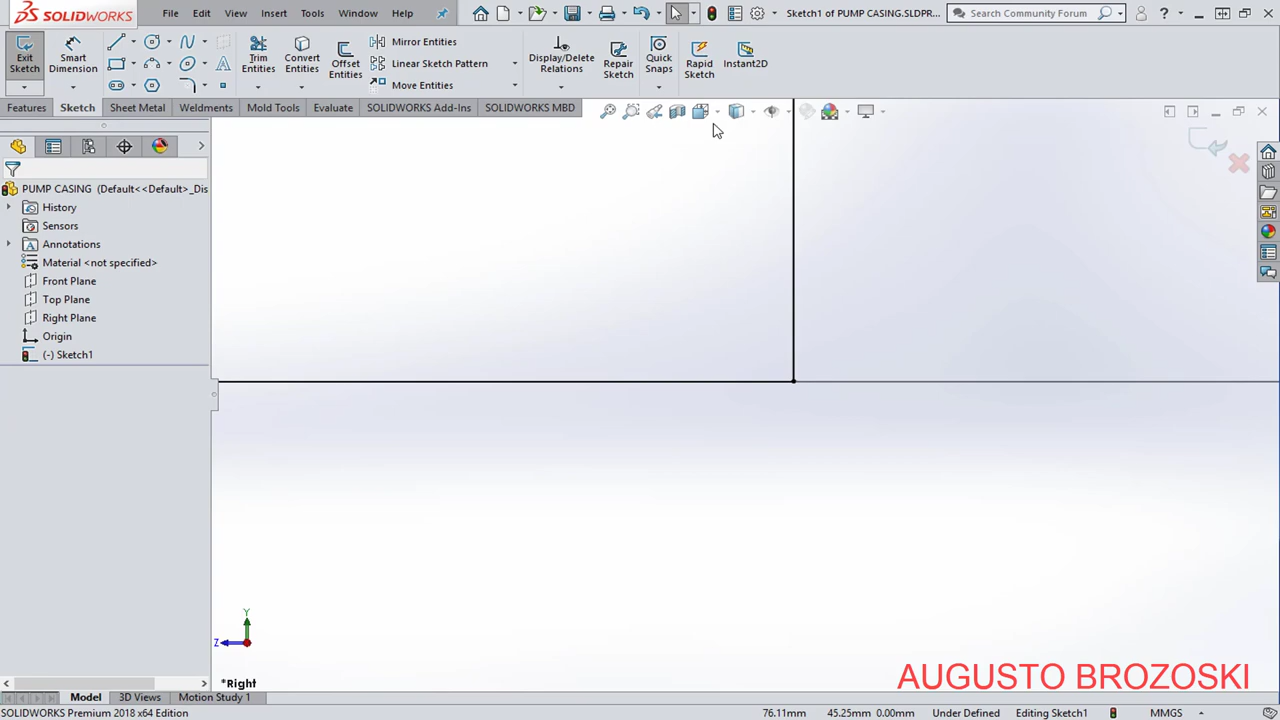 DS SOLIDWORKS File Edit View Insert Tools Window Help Sketch1 of PUMP CASING.SLDPR... Search Community Forum ?
Exit Sketch Smart Dimension Trim Entities Convert Entities Offset Entities Mirror Entities Linear Sketch Pattern Move Entities Display/Delete Relations Repair Sketch Quick Snaps Rapid Sketch Instant2D
Features Sketch Sheet Metal Weldments Mold Tools Evaluate SOLIDWORKS Add-Ins SOLIDWORKS MBD
PUMP CASING (Default<<Default>_Dis
History
Sensors
Annotations
Material <not specified>
Front Plane
Top Plane
Right Plane
Origin
(-) Sketch1
Y
Z
*Right
AUGUSTO BROZOSKI
Model 3D Views Motion Study 1
SOLIDWORKS Premium 2018 x64 Edition 76.11mm 45.25mm 0.00mm Under Defined Editing Sketch1 MMGS